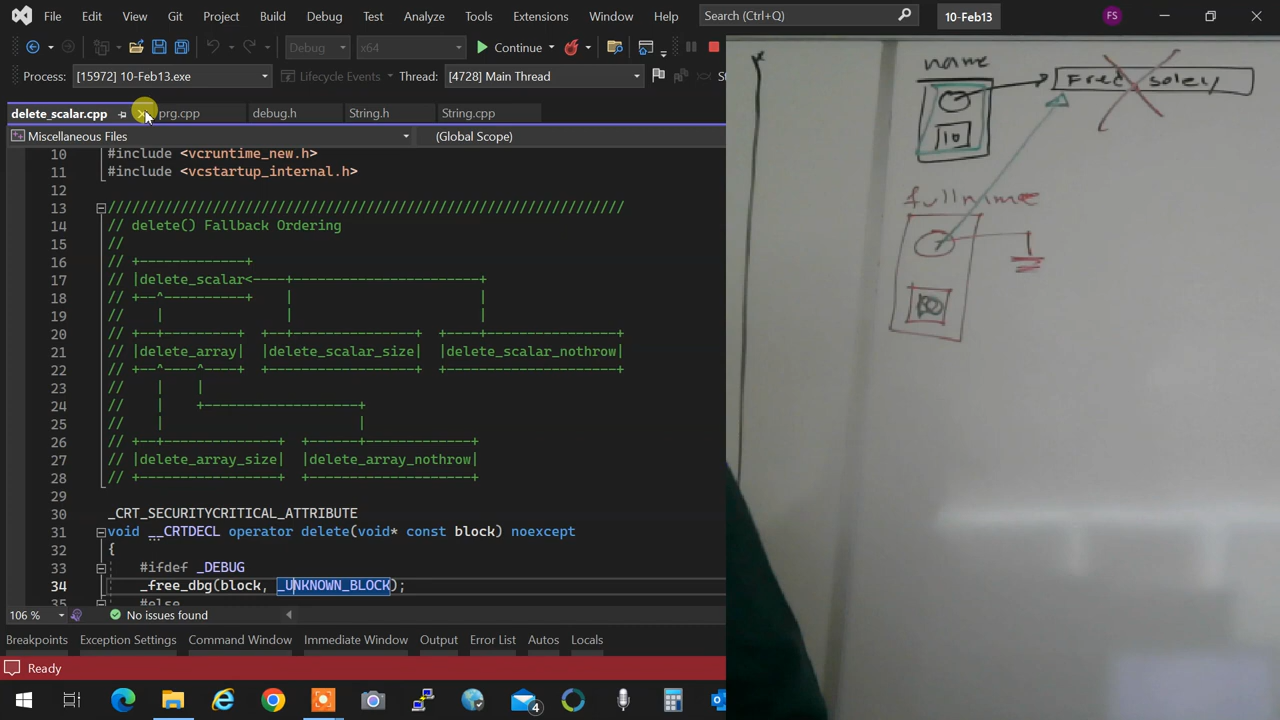 File Edit View Git Project Build Debug Test Analyze Tools Extensions Window Help Search (Ctrl+Q) 10-Feb13 FS
Debug x64 Continue
Process: [15972] 10-Feb13.exe Lifecycle Events Thread: [4728] Main Thread St
delete_scalar.cpp prg.cpp debug.h String.h String.cpp
Miscellaneous Files (Global Scope)
10 #include <vcruntime_new.h>
11 #include <vcstartup_internal.h>
12
13 /////////////////////////////////////////////////////////////////
14 // delete() Fallback Ordering
15 //
16 // +-------------+
17 // |delete_scalar<----+-----------------------+
18 // +--^----------+    |                       |
19 //    |               |                       |
20 // +--+---------+  +--+---------------+  +----+----------------+
21 // |delete_array|  |delete_scalar_size|  |delete_scalar_nothrow|
22 // +--^----^----+  +------------------+  +---------------------+
23 //    |    |
24 //    |    +-------------------+
25 //    |                        |
26 // +--+--------------+  +------+-------------+
27 // |delete_array_size|  |delete_array_nothrow|
28 // +-----------------+  +--------------------+
29
30 _CRT_SECURITYCRITICAL_ATTRIBUTE
31 void __CRTDECL operator delete(void* const block) noexcept
32 {
33 #ifdef _DEBUG
34 _free_dbg(block, _UNKNOWN_BLOCK);
35 #else
106 % No issues found
Breakpoints Exception Settings Command Window Immediate Window Output Error List Autos Locals
Ready
4
name
Fred soley
10
fullname